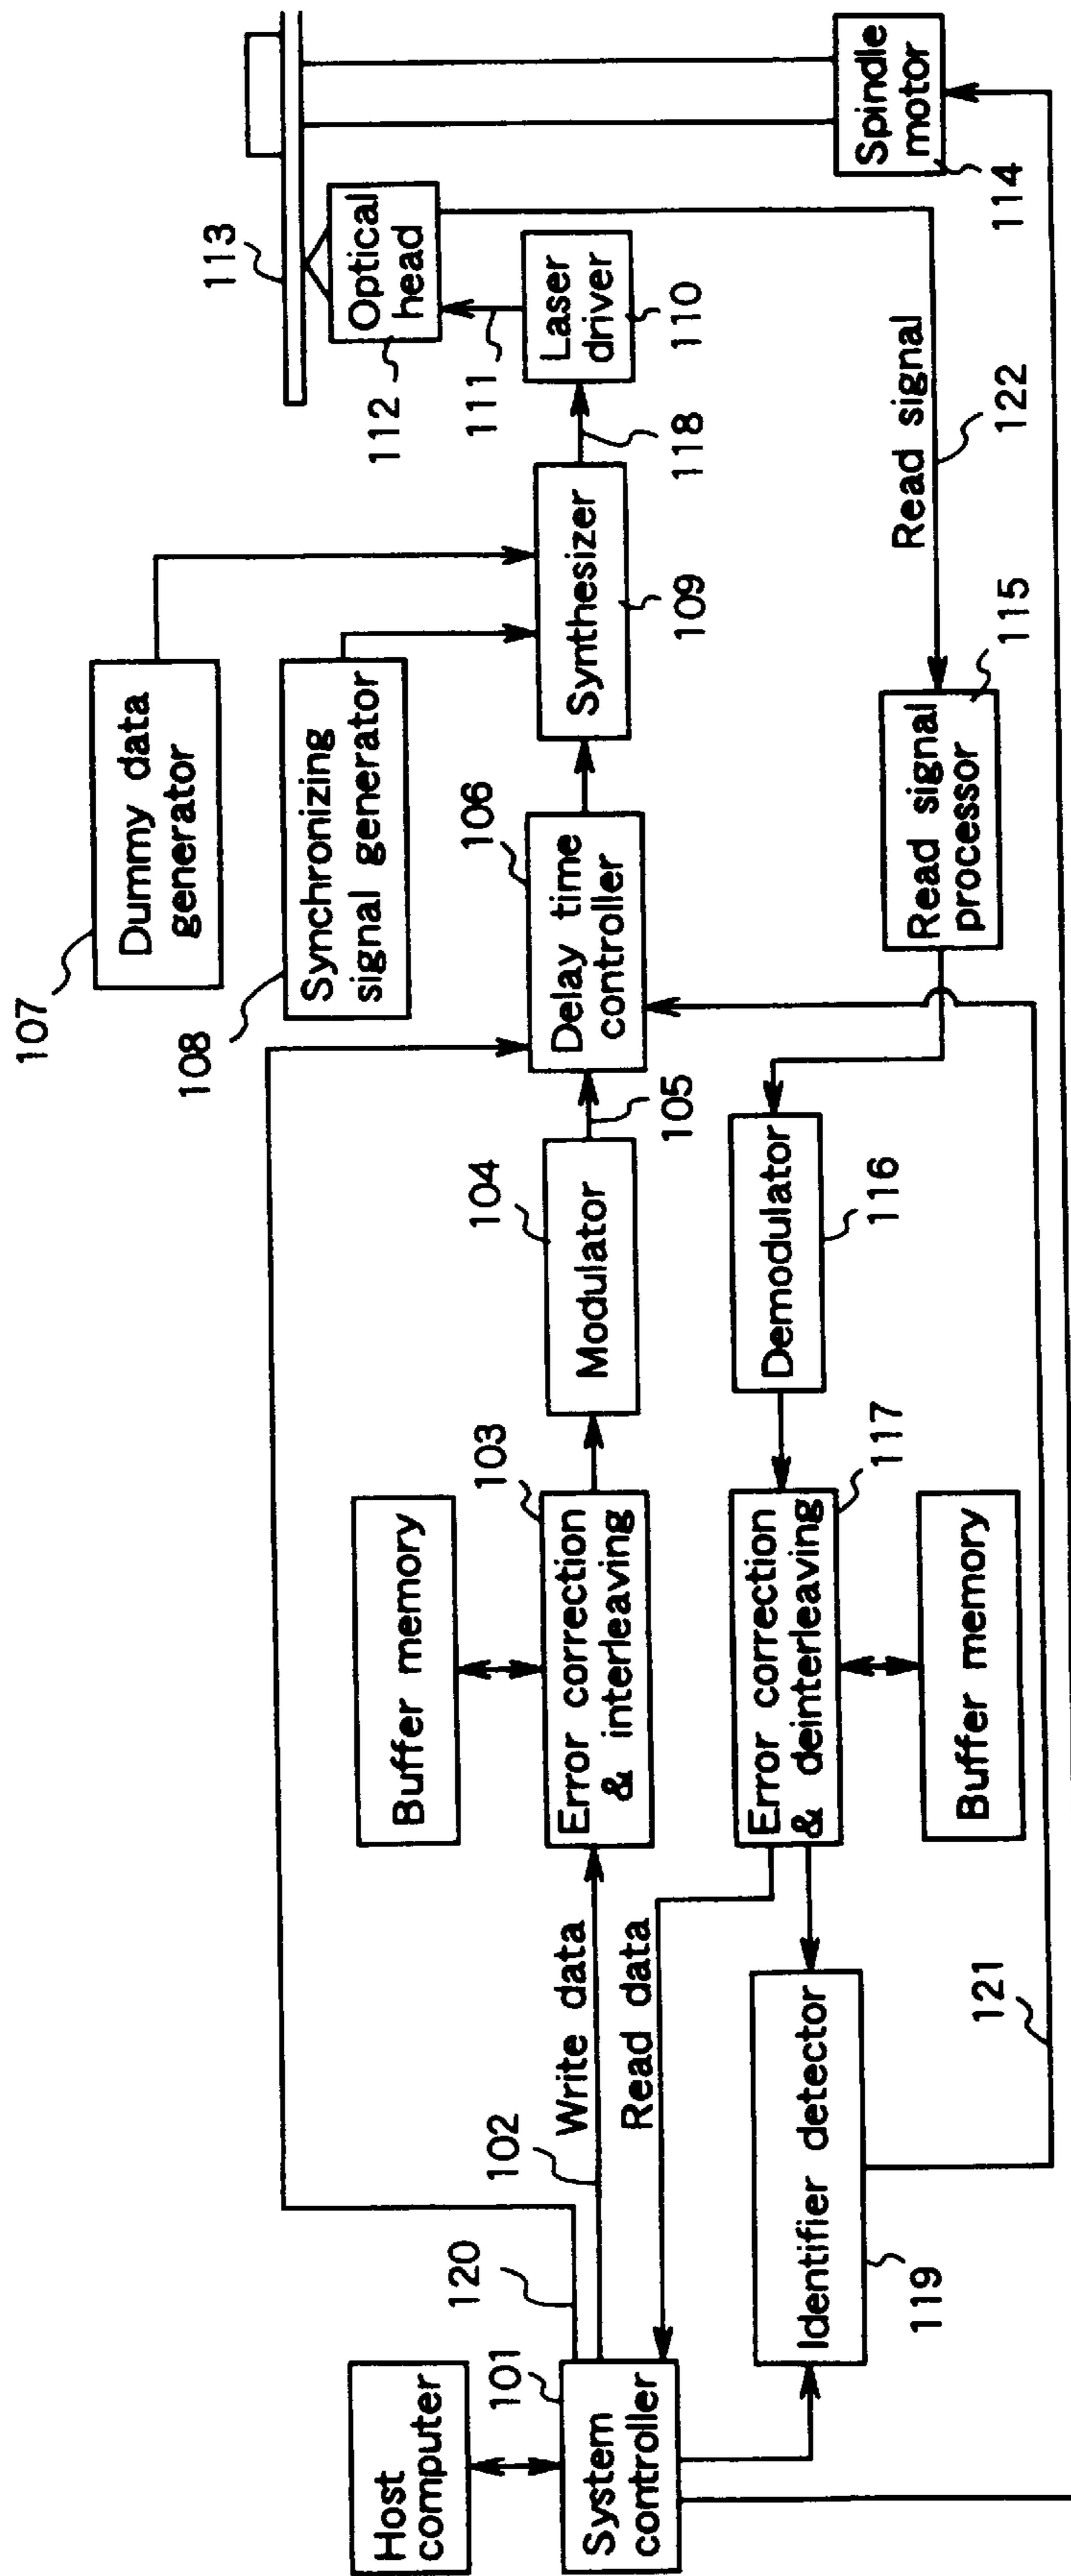 107
Dummy data
generator
108
Synchronizing
signal generator
113
Host
computer
Buffer memory
112
Optical
head
111
101
System
controller
120
102
Write data
103
Error correction
& interleaving
104
Modulator
105
106
Delay time
controller
Synthesizer
109
118
Laser
driver
110
Read data
Error correction
& deinterleaving
117
Demodulator
116
Read signal
processor
115
Read signal
122
Spindle
motor
114
Identifier detector
119
121
Buffer memory